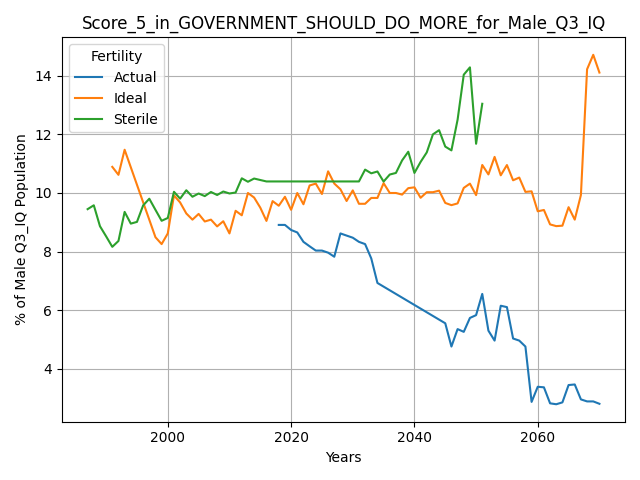 Score_5_in_GOVERNMENT_SHOULD_DO_MORE_for_Male_Q3_IQ
Fertility
Actual
Ideal
Sterile
% of Male Q3_IQ Population
14
12
10
8
6
4
2000
2020
2040
2060
Years